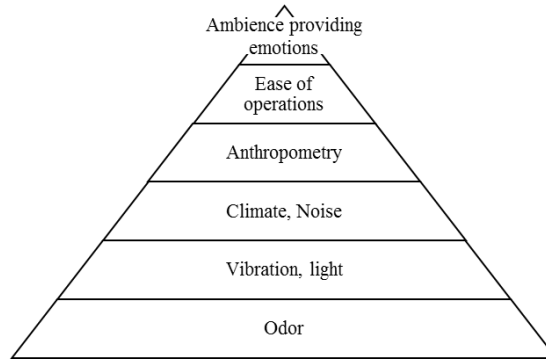 Ambience providing
emotions
Ease of
operations
Anthropometry
Climate, Noise
Vibration, light
Odor